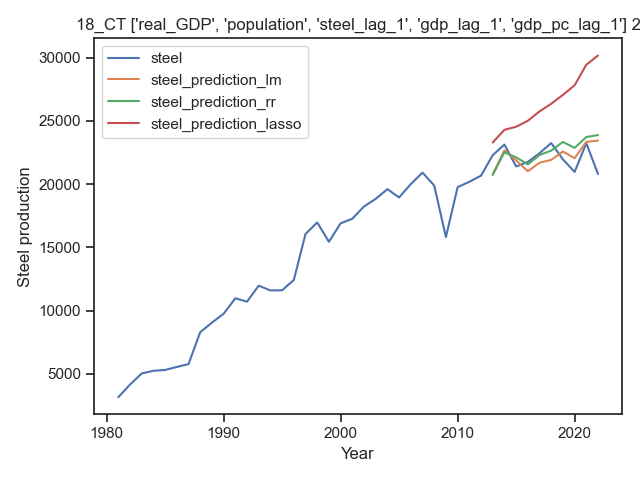 18_CT ['real_GDP', 'population', 'steel_lag_1', 'gdp_lag_1', 'gdp_pc_lag_1'] 2
steel
steel_prediction_lm
steel_prediction_rr
steel_prediction_lasso
Steel production
30000
25000
20000
15000
10000
5000
1980
1990
2000
2010
2020
Year